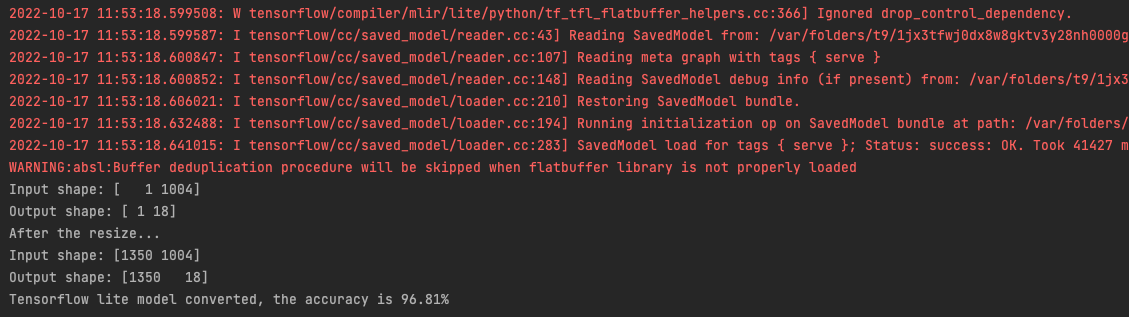 2022-10-17 11:53:18.599508: W tensorflow/compiler/mlir/lite/python/tf_tfl_flatbuffer_helpers.cc:366] Ignored drop_control_dependency.
2022-10-17 11:53:18.599587: I tensorflow/cc/saved_model/reader.cc:43] Reading SavedModel from: /var/folders/t9/1jx3tfwj0dx8w8gktv3y28nh0000g
2022-10-17 11:53:18.600847: I tensorflow/cc/saved_model/reader.cc:107] Reading meta graph with tags { serve }
2022-10-17 11:53:18.600852: I tensorflow/cc/saved_model/reader.cc:148] Reading SavedModel debug info (if present) from: /var/folders/t9/1jx3
2022-10-17 11:53:18.606021: I tensorflow/cc/saved_model/loader.cc:210] Restoring SavedModel bundle.
2022-10-17 11:53:18.632488: I tensorflow/cc/saved_model/loader.cc:194] Running initialization op on SavedModel bundle at path: /var/folders/
2022-10-17 11:53:18.641015: I tensorflow/cc/saved_model/loader.cc:283] SavedModel load for tags { serve }; Status: success: OK. Took 41427 m
WARNING:absl:Buffer deduplication procedure will be skipped when flatbuffer library is not properly loaded
Input shape: [   1 1004]
Output shape: [ 1 18]
After the resize...
Input shape: [1350 1004]
Output shape: [1350   18]
Tensorflow lite model converted, the accuracy is 96.81%